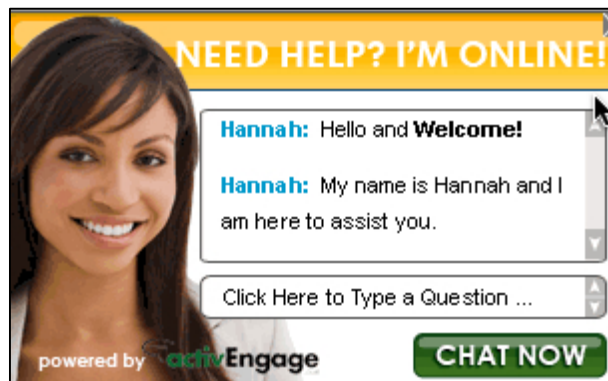 NEED HELP? I'M ONLINE!
Hannah: Hello and Welcome!
Hannah: My name is Hannah and I
am here to assist you.
Click Here to Type a Question ...
powered by activEngage
CHAT NOW